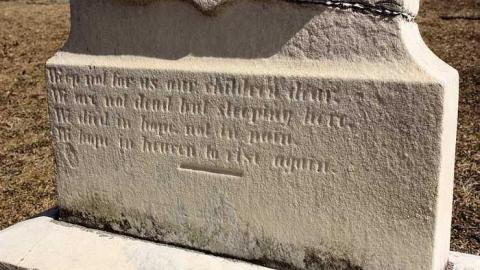 Weep not for us our children dear.
We are not dead but sleeping here.
We died in hope, not in pain.
We hope in heaven to rise again.